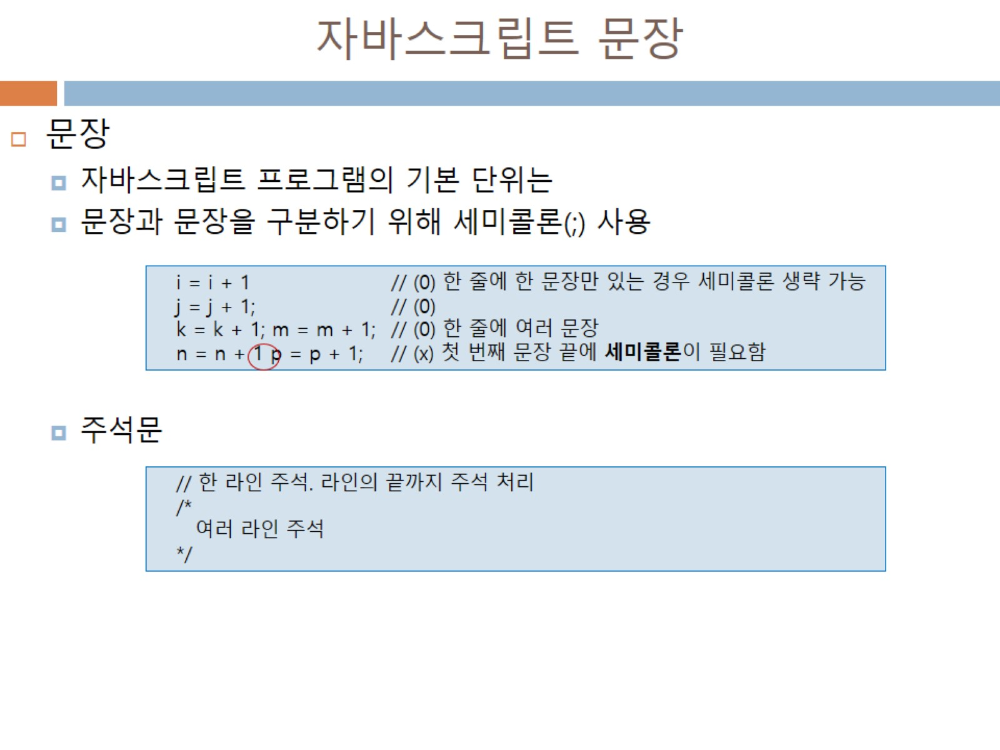 자바스크립트 문장
문장
자바스크립트 프로그램의 기본 단위는
문장과 문장을 구분하기 위해 세미콜론(;) 사용
i = i + 1 // (0) 한 줄에 한 문장만 있는 경우 세미콜론 생략 가능
j = j + 1; // (0)
k = k + 1; m = m + 1; // (0) 한 줄에 여러 문장
n = n + 1 p = p + 1; // (x) 첫 번째 문장 끝에 세미콜론이 필요함
주석문
// 한 라인 주석. 라인의 끝까지 주석 처리
/*
여러 라인 주석
*/